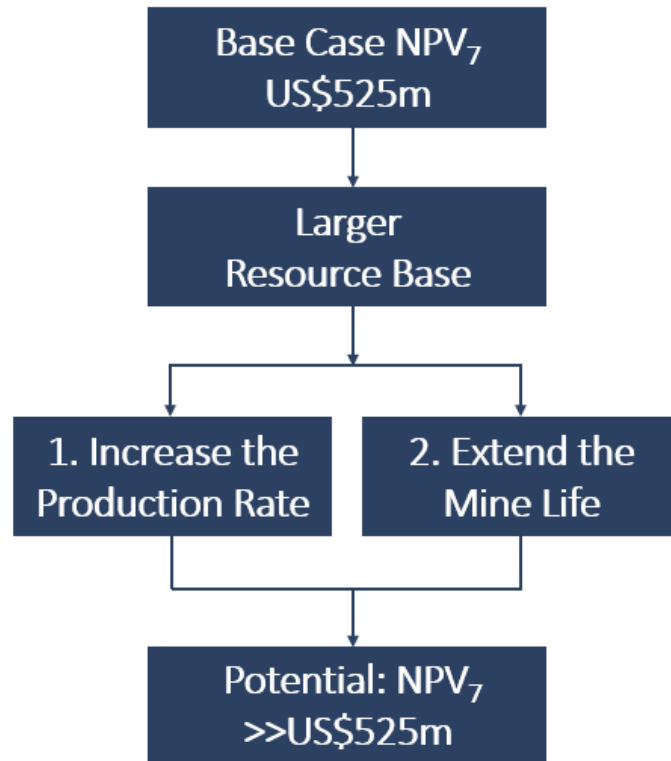 Base Case NPV₇
US$525m
Larger
Resource Base
1. Increase the
Production Rate
2. Extend the
Mine Life
Potential: NPV₇
>>US$525m